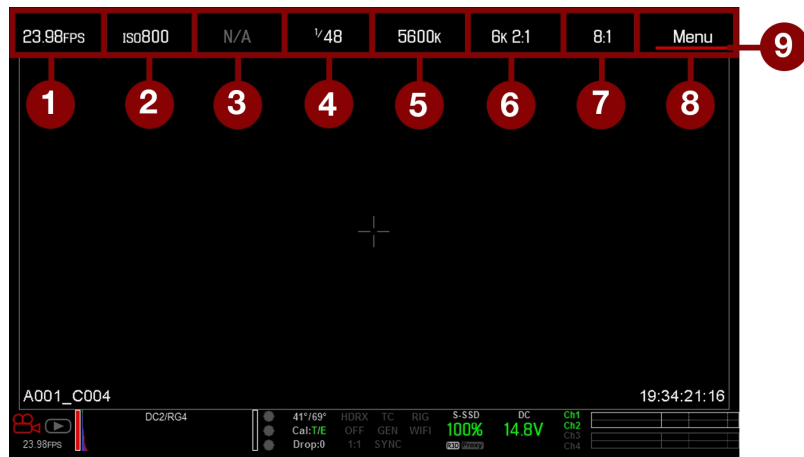 23.98FPS ISO800 N/A 1/48 5600K 6K 2:1 8:1 Menu 9
1 2 3 4 5 6 7 8
A001_C004 19:34:21:16
DC2/RG4 41°/69° HDRX TC RIG S-SSD DC Ch1
Cal:T/E OFF GEN WIFI 100% 14.8V Ch2
23.98FPS Drop:0 1:1 SYNC R3D Proxy Ch3
Ch4